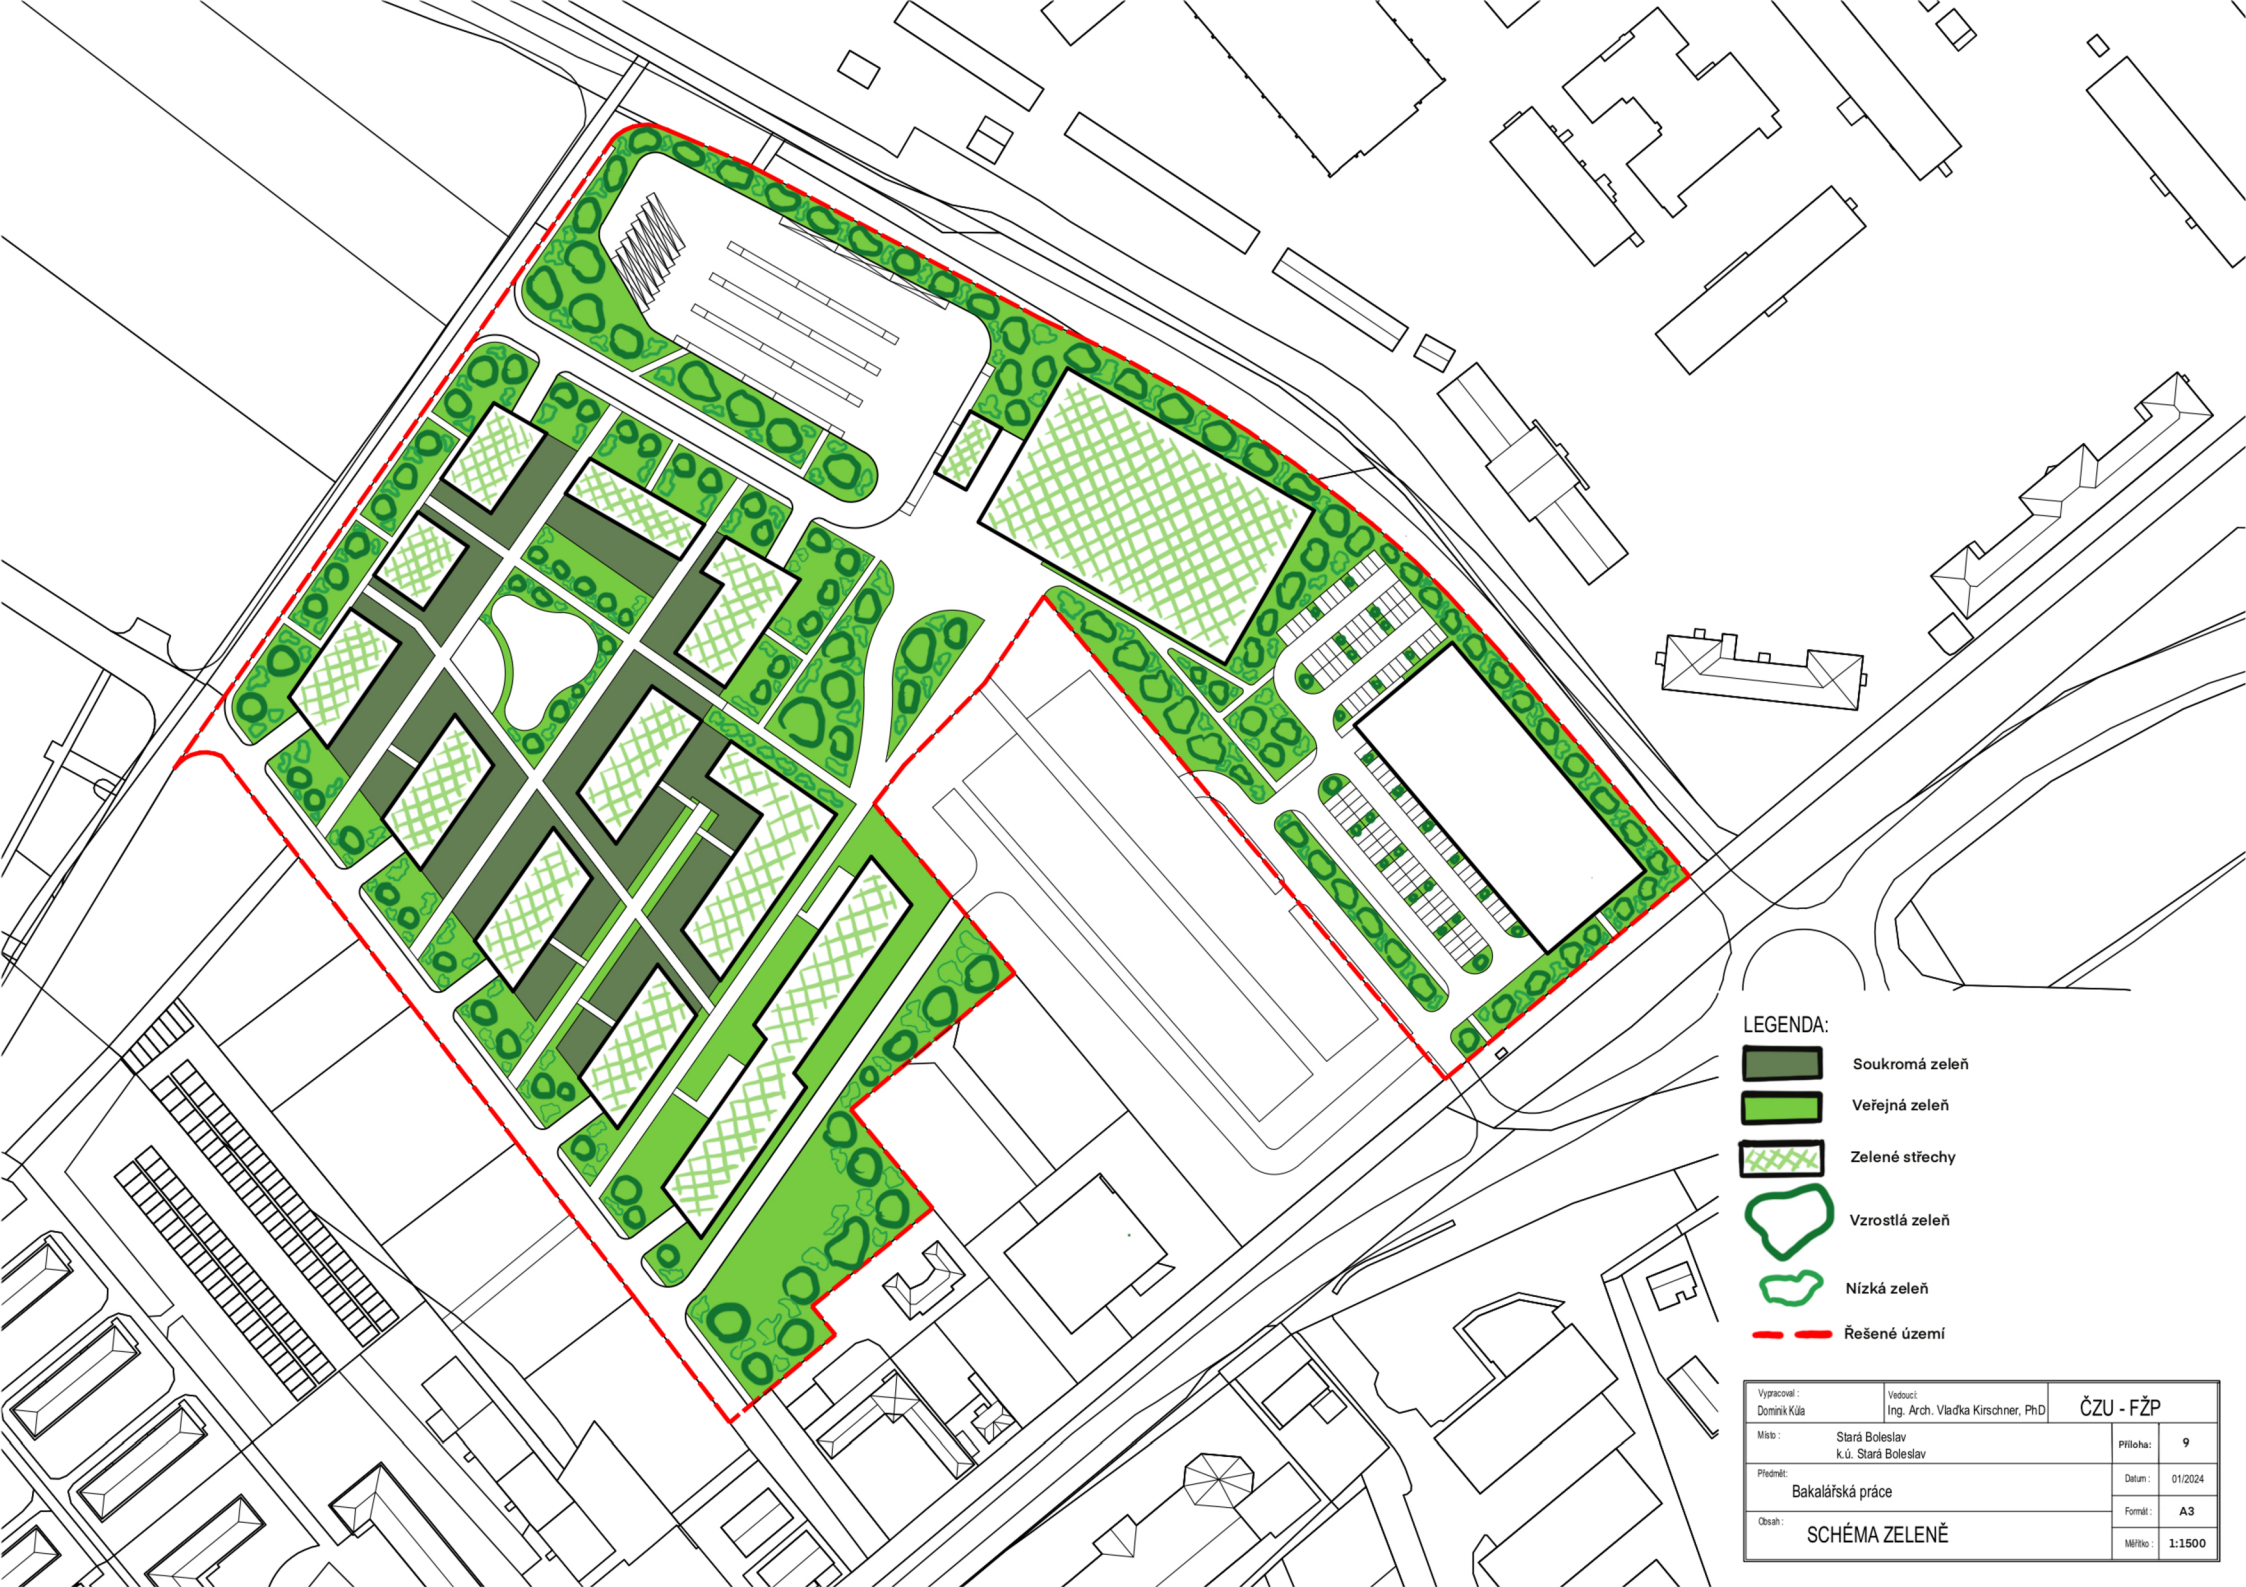 LEGENDA:
Soukromá zeleň
Veřejná zeleň
Zelené střechy
Vzrostlá zeleň
Nízká zeleň
Řešené území
Vypracoval :
Dominik Kůla
Vedoucí:
Ing. Arch. Vlaďka Kirschner, PhD
ČZU - FŽP
Místo :
Stará Boleslav
k.ú. Stará Boleslav
Příloha:
9
Předmět:
Bakalářská práce
Datum :
01/2024
Formát :
A3
Obsah :
SCHÉMA ZELENĚ
Měřítko :
1:1500